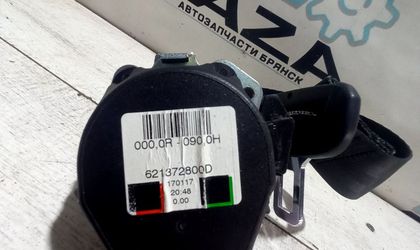 AZA
АВТОЗАПЧАСТИ БРЯНСК
000,0R - 090,0H
621372800D
170117
20:48
0.00